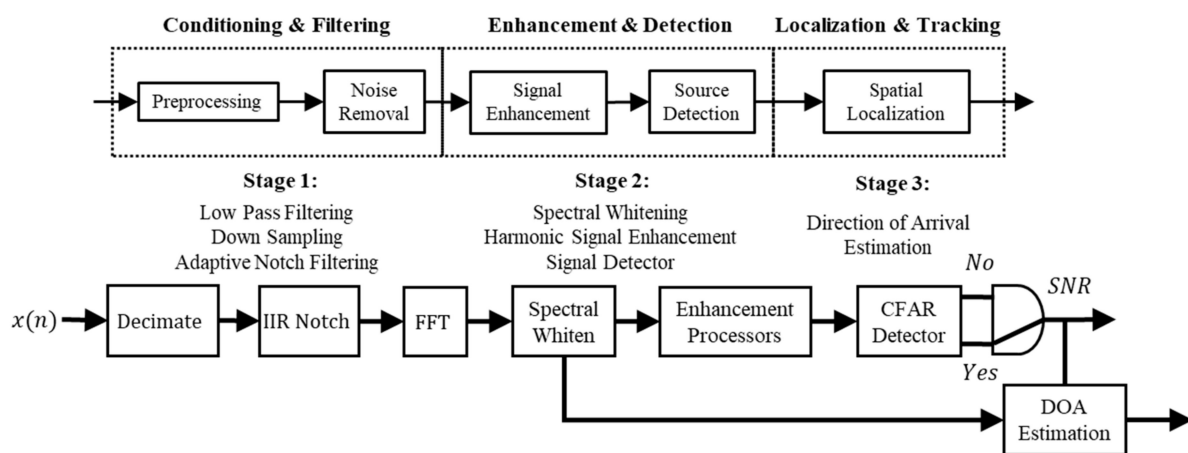 Conditioning & Filtering
Enhancement & Detection
Localization & Tracking
Preprocessing
Noise
Removal
Signal
Enhancement
Source
Detection
Spatial
Localization
Stage 1:
Low Pass Filtering
Down Sampling
Adaptive Notch Filtering
Stage 2:
Spectral Whitening
Harmonic Signal Enhancement
Signal Detector
Stage 3:
Direction of Arrival
Estimation
x(n)
Decimate
IIR Notch
FFT
Spectral
Whiten
Enhancement
Processors
CFAR
Detector
No
Yes
SNR
DOA
Estimation